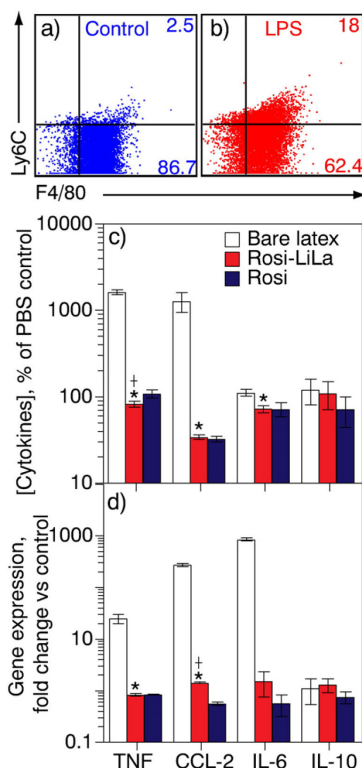 a) Control 2.5
b) LPS 18
Ly6C
86.7
62.4
F4/80
c)
Bare latex
Rosi-LiLa
Rosi
[Cytokines], % of PBS control
10000
1000
100
10
‡
*
*
*
d)
Gene expression,
fold change vs control
1000
10
1.0
0.1
*
‡
*
TNF CCL-2 IL-6 IL-10